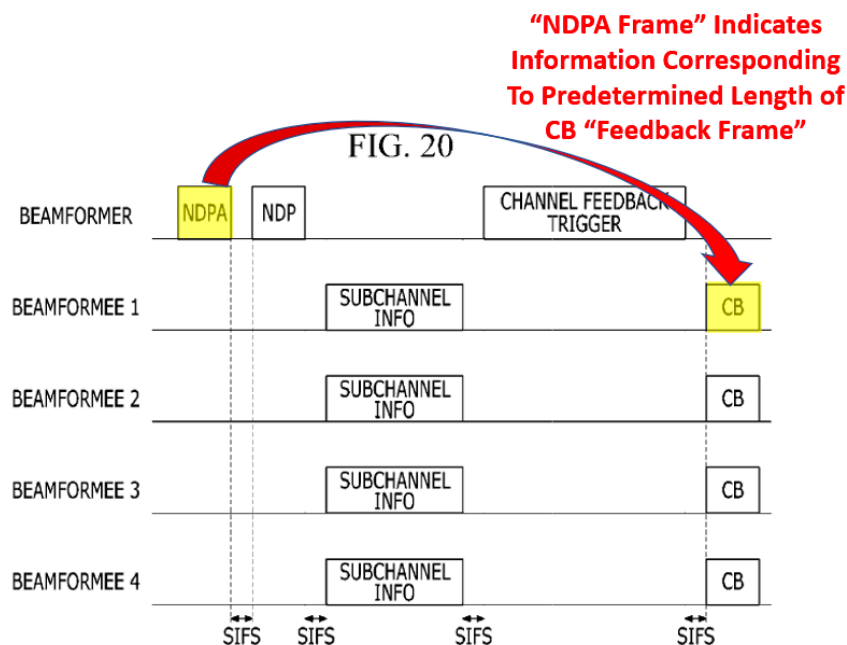 “NDPA Frame” Indicates
Information Corresponding
To Predetermined Length of
CB “Feedback Frame”
FIG. 20
BEAMFORMER
NDPA
NDP
CHANNEL FEEDBACK
TRIGGER
BEAMFORMEE 1
SUBCHANNEL
INFO
CB
BEAMFORMEE 2
SUBCHANNEL
INFO
CB
BEAMFORMEE 3
SUBCHANNEL
INFO
CB
BEAMFORMEE 4
SUBCHANNEL
INFO
CB
SIFS SIFS SIFS SIFS